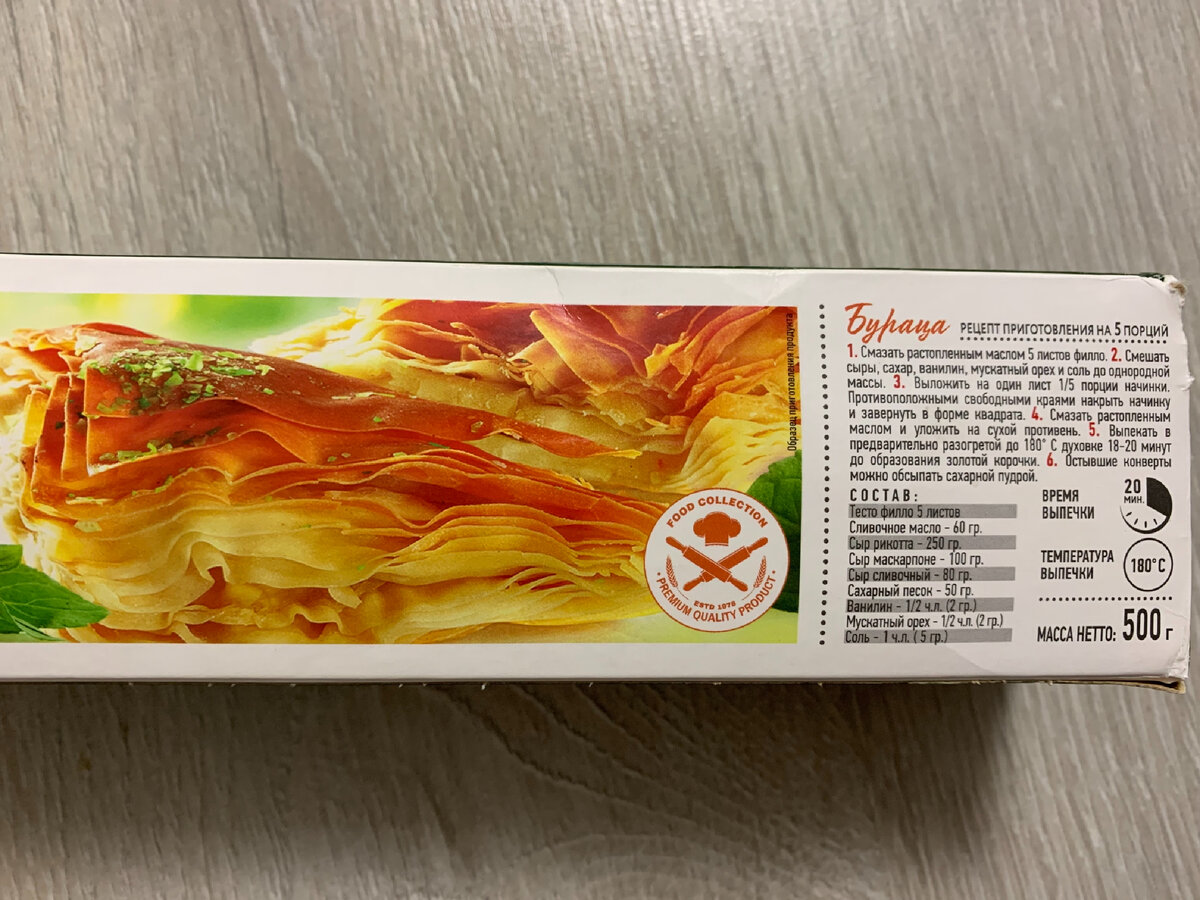 Образец приготовления продукта
FOOD COLLECTION
ESTD 1978
• PREMIUM QUALITY PRODUCT •
Бураца РЕЦЕПТ ПРИГОТОВЛЕНИЯ НА 5 ПОРЦИЙ
1. Смазать растопленным маслом 5 листов филло. 2. Смешать
сыры, сахар, ванилин, мускатный орех и соль до однородной
массы. 3. Выложить на один лист 1/5 порции начинки.
Противоположными свободными краями накрыть начинку
и завернуть в форме квадрата. 4. Смазать растопленным
маслом и уложить на сухой противень. 5. Выпекать в
предварительно разогретой до 180° С духовке 18-20 минут
до образования золотой корочки. 6. Остывшие конверты
можно обсыпать сахарной пудрой.
СОСТАВ:
Тесто филло 5 листов
Сливочное масло - 60 гр.
Сыр рикотта - 250 гр.
Сыр маскарпоне - 100 гр.
Сыр сливочный - 80 гр.
Сахарный песок - 50 гр.
Ванилин - 1/2 ч.л. (2 гр.)
Мускатный орех - 1/2 ч.л. (2 гр.)
Соль - 1 ч.л. ( 5 гр.)
ВРЕМЯ
ВЫПЕЧКИ
20
МИН.
ТЕМПЕРАТУРА
ВЫПЕЧКИ
180°C
МАССА НЕТТО: 500 г